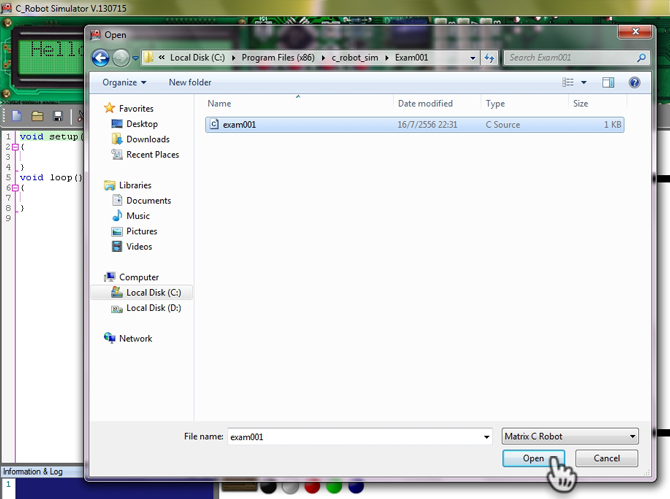 C_Robot Simulator V.130715
Hello
Open
« Local Disk (C:) ▸ Program Files (x86) ▸ c_robot_sim ▸ Exam001
Search Exam001
Organize
New folder
Name Date modified Type Size
exam001 16/7/2556 22:31 C Source 1 KB
Favorites
Desktop
Downloads
Recent Places
Libraries
Documents
Music
Pictures
Videos
Computer
Local Disk (C:)
Local Disk (D:)
Network
1 void setup(
2 {
3
4 }
5 void loop()
6 {
7
8 }
9
File name: exam001
Matrix C Robot
Open
Cancel
Information & Log
1